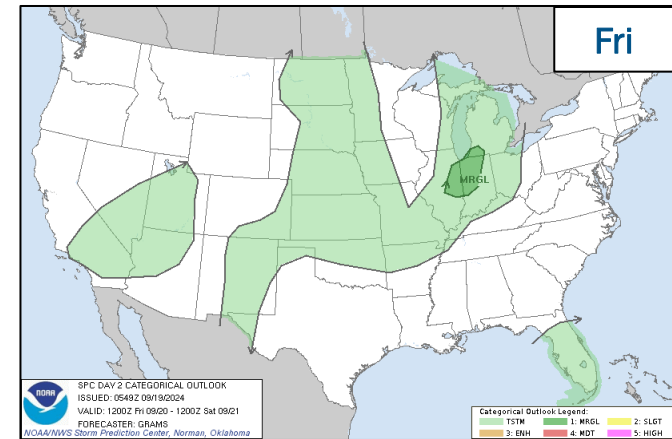 Fri
MRGL
NOAA
SPC DAY 2 CATEGORICAL OUTLOOK
ISSUED: 0549Z 09/19/2024
VALID: 1200Z Fri 09/20 - 1200Z Sat 09/21
FORECASTER: GRAMS
NOAA/NWS Storm Prediction Center, Norman, Oklahoma
Categorical Outlook Legend:
TSTM 1: MRGL 2: SLGT
3: ENH 4: MDT 5: HIGH